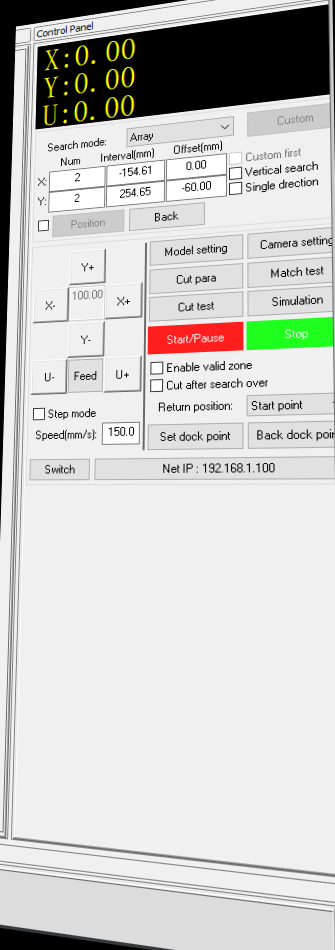 Control Panel
X:0.00
Y:0.00
U:0.00
Search mode: Array Custom
Num Interval(mm) Offset(mm)
X: 2 -154.61 0.00 Custom first
Y: 2 254.65 -60.00 Vertical search
Single direction
Position Back
Model setting Camera setting
Y+ Cut para Match test
X- 100.00 X+ Cut test Simulation
Y- Start/Pause Stop
U- Feed U+ Enable valid zone
Cut after search over
Step mode Return position: Start point
Speed(mm/s): 150.0 Set dock point Back dock poin
Switch Net IP : 192.168.1.100